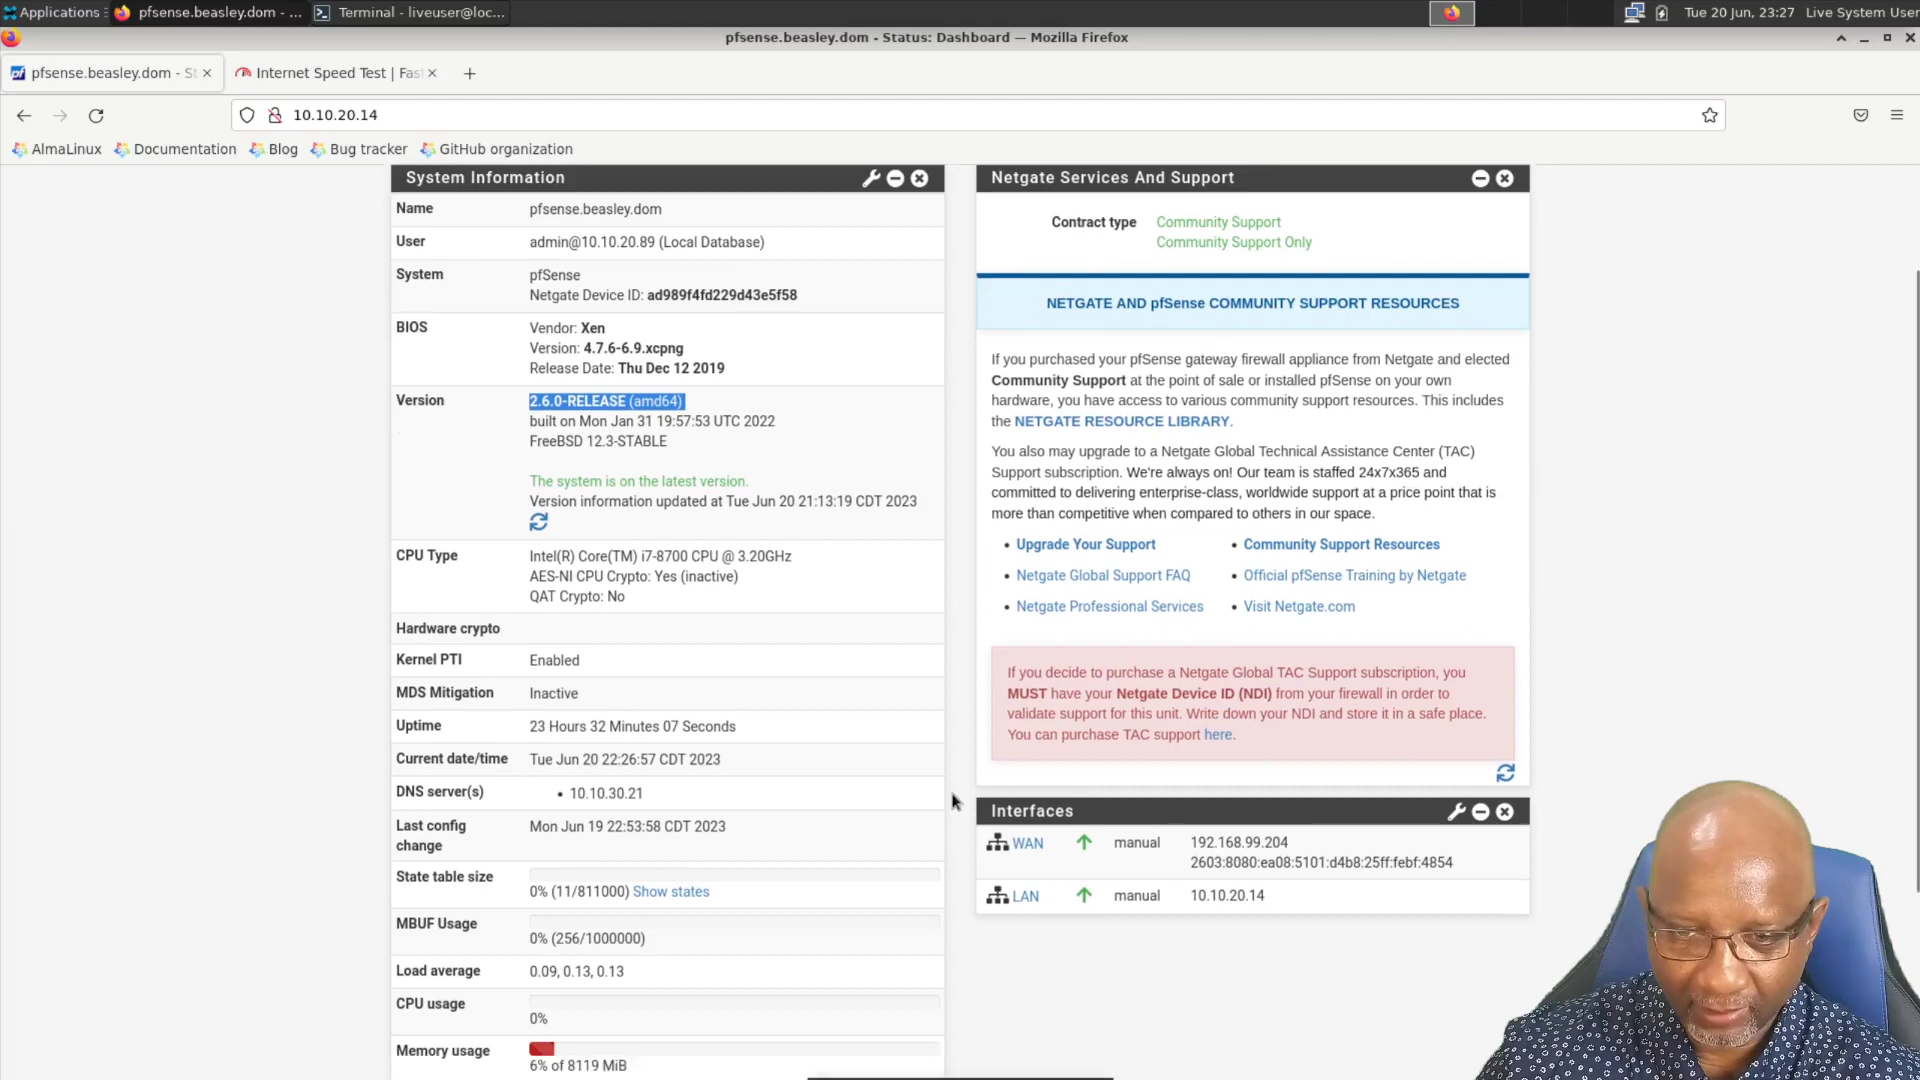 Applications
pfsense.beasley.dom - ...
Terminal - liveuser@loc...
Tue 20 Jun, 23:27
Live System User
pfsense.beasley.dom - Status: Dashboard — Mozilla Firefox
pfsense.beasley.dom - St
Internet Speed Test | Fas
10.10.20.14
AlmaLinux
Documentation
Blog
Bug tracker
GitHub organization
System Information
Name
pfsense.beasley.dom
User
admin@10.10.20.89 (Local Database)
System
pfSense
Netgate Device ID: ad989f4fd229d43e5f58
BIOS
Vendor: Xen
Version: 4.7.6-6.9.xcpng
Release Date: Thu Dec 12 2019
Version
2.6.0-RELEASE (amd64)
built on Mon Jan 31 19:57:53 UTC 2022
FreeBSD 12.3-STABLE
The system is on the latest version.
Version information updated at Tue Jun 20 21:13:19 CDT 2023
CPU Type
Intel(R) Core(TM) i7-8700 CPU @ 3.20GHz
AES-NI CPU Crypto: Yes (inactive)
QAT Crypto: No
Hardware crypto
Kernel PTI
Enabled
MDS Mitigation
Inactive
Uptime
23 Hours 32 Minutes 07 Seconds
Current date/time
Tue Jun 20 22:26:57 CDT 2023
DNS server(s)
• 10.10.30.21
Last config
change
Mon Jun 19 22:53:58 CDT 2023
State table size
0% (11/811000) Show states
MBUF Usage
0% (256/1000000)
Load average
0.09, 0.13, 0.13
CPU usage
0%
Memory usage
6% of 8119 MiB
Netgate Services And Support
Contract type
Community Support
Community Support Only
NETGATE AND pfSense COMMUNITY SUPPORT RESOURCES
If you purchased your pfSense gateway firewall appliance from Netgate and elected
Community Support at the point of sale or installed pfSense on your own
hardware, you have access to various community support resources. This includes
the NETGATE RESOURCE LIBRARY.
You also may upgrade to a Netgate Global Technical Assistance Center (TAC)
Support subscription. We're always on! Our team is staffed 24x7x365 and
committed to delivering enterprise-class, worldwide support at a price point that is
more than competitive when compared to others in our space.
• Upgrade Your Support
• Community Support Resources
• Netgate Global Support FAQ
• Official pfSense Training by Netgate
• Netgate Professional Services
• Visit Netgate.com
If you decide to purchase a Netgate Global TAC Support subscription, you
MUST have your Netgate Device ID (NDI) from your firewall in order to
validate support for this unit. Write down your NDI and store it in a safe place.
You can purchase TAC support here.
Interfaces
WAN
manual
192.168.99.204
2603:8080:ea08:5101:d4b8:25ff:febf:4854
LAN
manual
10.10.20.14